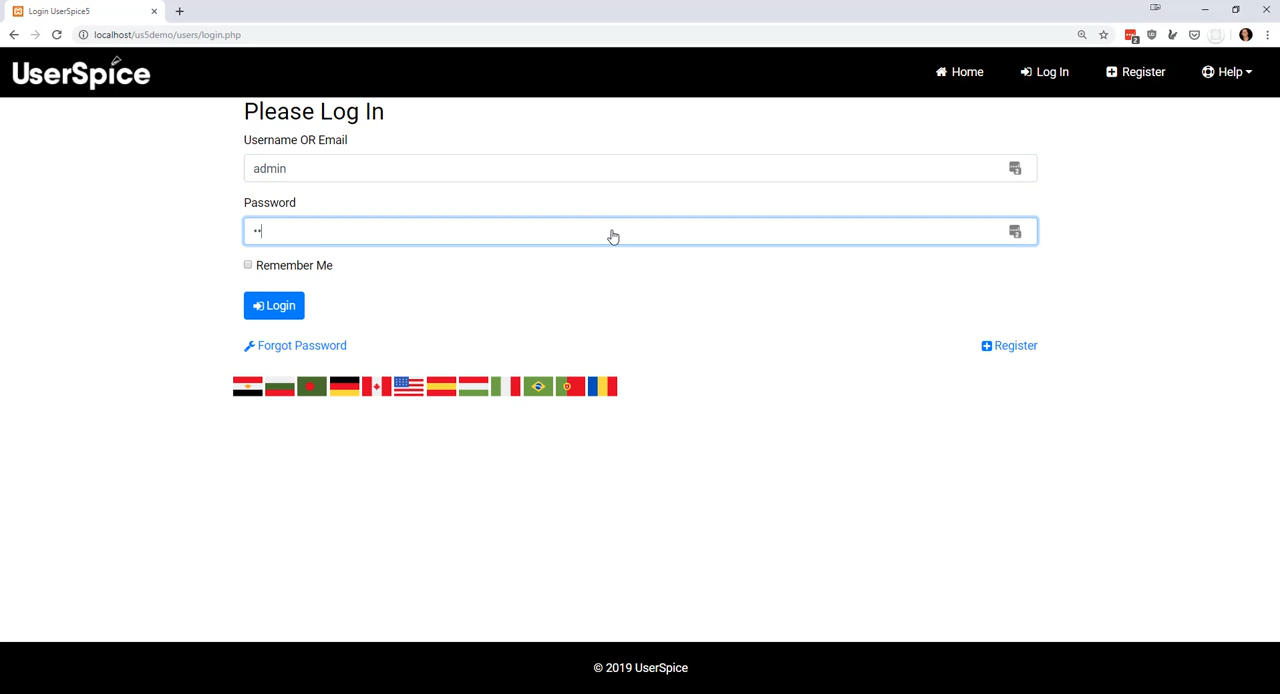 Login UserSpice5
localhost/us5demo/users/login.php
UserSpice
Home
Log In
Register
Help
Please Log In
Username OR Email
admin
Password
••
Remember Me
Login
Forgot Password
Register
© 2019 UserSpice